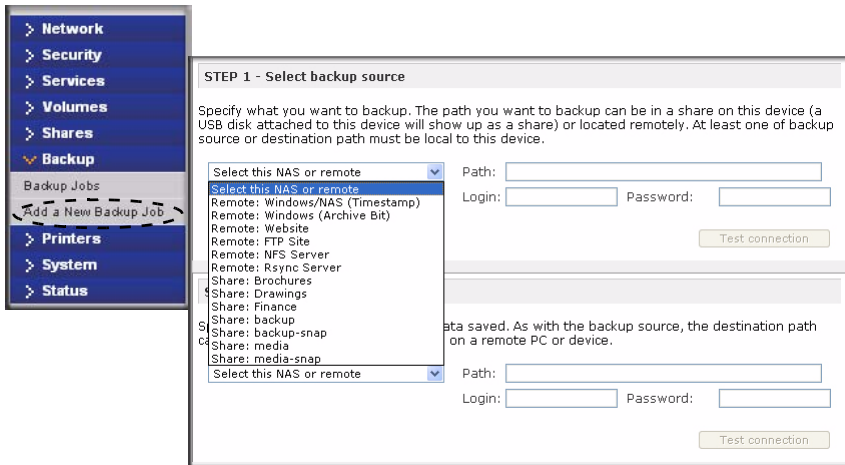 Network
Security
Services
Volumes
Shares
Backup
Backup Jobs
Add a New Backup Job
Printers
System
Status
STEP 1 - Select backup source
Specify what you want to backup. The path you want to backup can be in a share on this device (a
USB disk attached to this device will show up as a share) or located remotely. At least one of backup
source or destination path must be local to this device.
Select this NAS or remote
Path:
Login:
Password:
Test connection
Select this NAS or remote
Remote: Windows/NAS (Timestamp)
Remote: Windows (Archive Bit)
Remote: Website
Remote: FTP Site
Remote: NFS Server
Remote: Rsync Server
Share: Brochures
Share: Drawings
Share: Finance
Share: backup
Share: backup-snap
Share: media
Share: media-snap
ata saved. As with the backup source, the destination path
on a remote PC or device.
Select this NAS or remote
Path:
Login:
Password:
Test connection